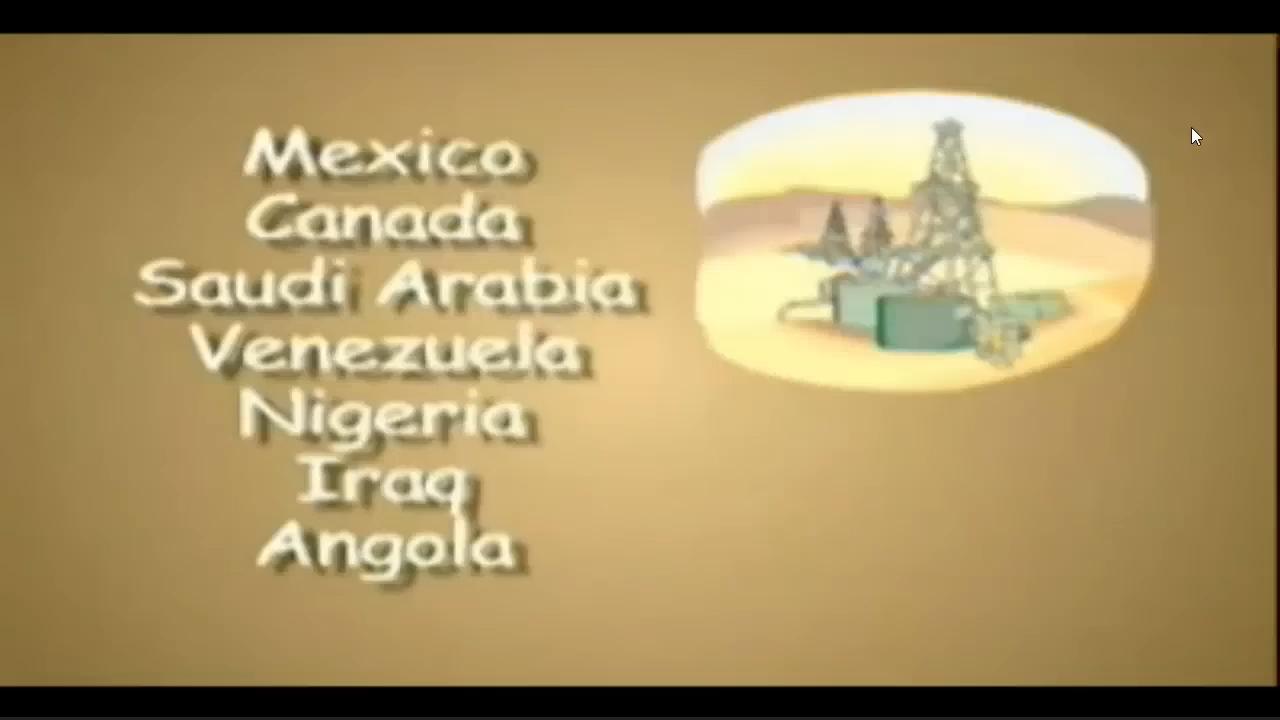 Mexico
Canada
Saudi Arabia
Venezuela
Nigeria
Iraq
Angola